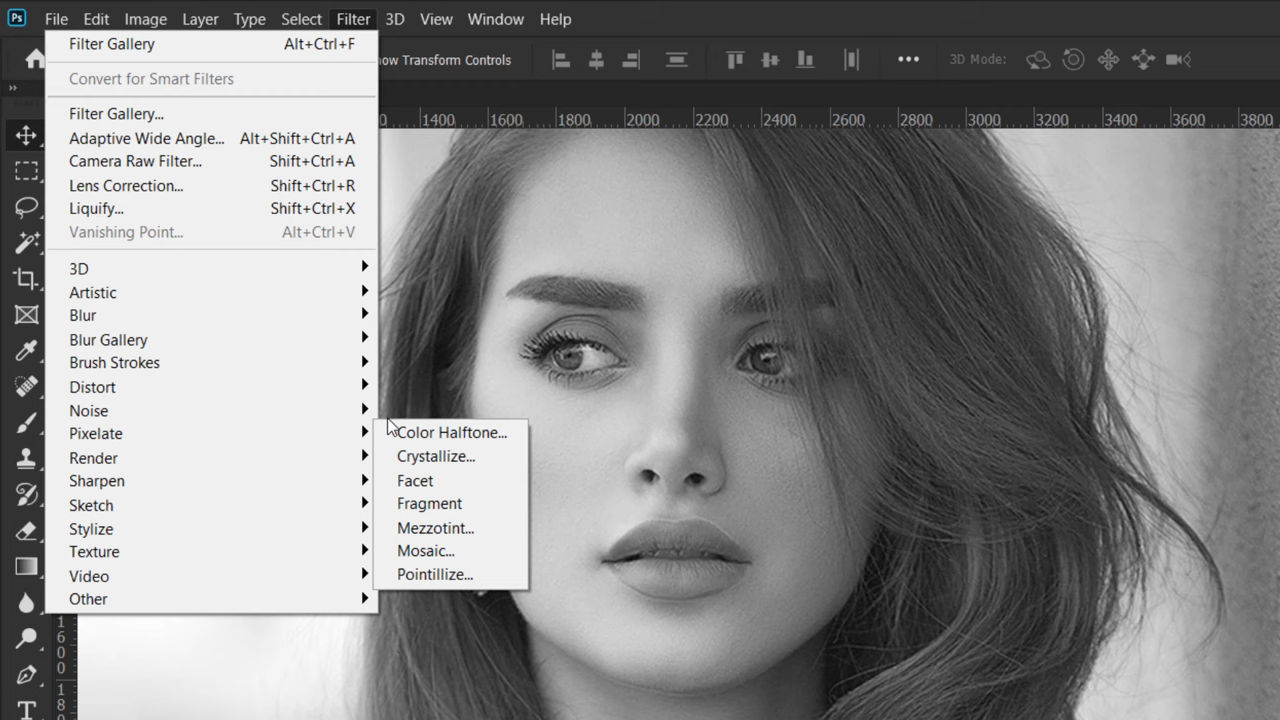 Ps File Edit Image Layer Type Select Filter 3D View Window Help
Filter Gallery Alt+Ctrl+F
Convert for Smart Filters
Filter Gallery...
Adaptive Wide Angle... Alt+Shift+Ctrl+A
Camera Raw Filter... Shift+Ctrl+A
Lens Correction... Shift+Ctrl+R
Liquify... Shift+Ctrl+X
Vanishing Point... Alt+Ctrl+V
3D
Artistic
Blur
Blur Gallery
Brush Strokes
Distort
Noise
Pixelate
Render
Sharpen
Sketch
Stylize
Texture
Video
Other
Color Halftone...
Crystallize...
Facet
Fragment
Mezzotint...
Mosaic...
Pointillize...
ow Transform Controls
3D Mode:
1400 1600 1800 2000 2200 2400 2600 2800 3000 3200 3400 3600 3800
1
6
0
0
1
8